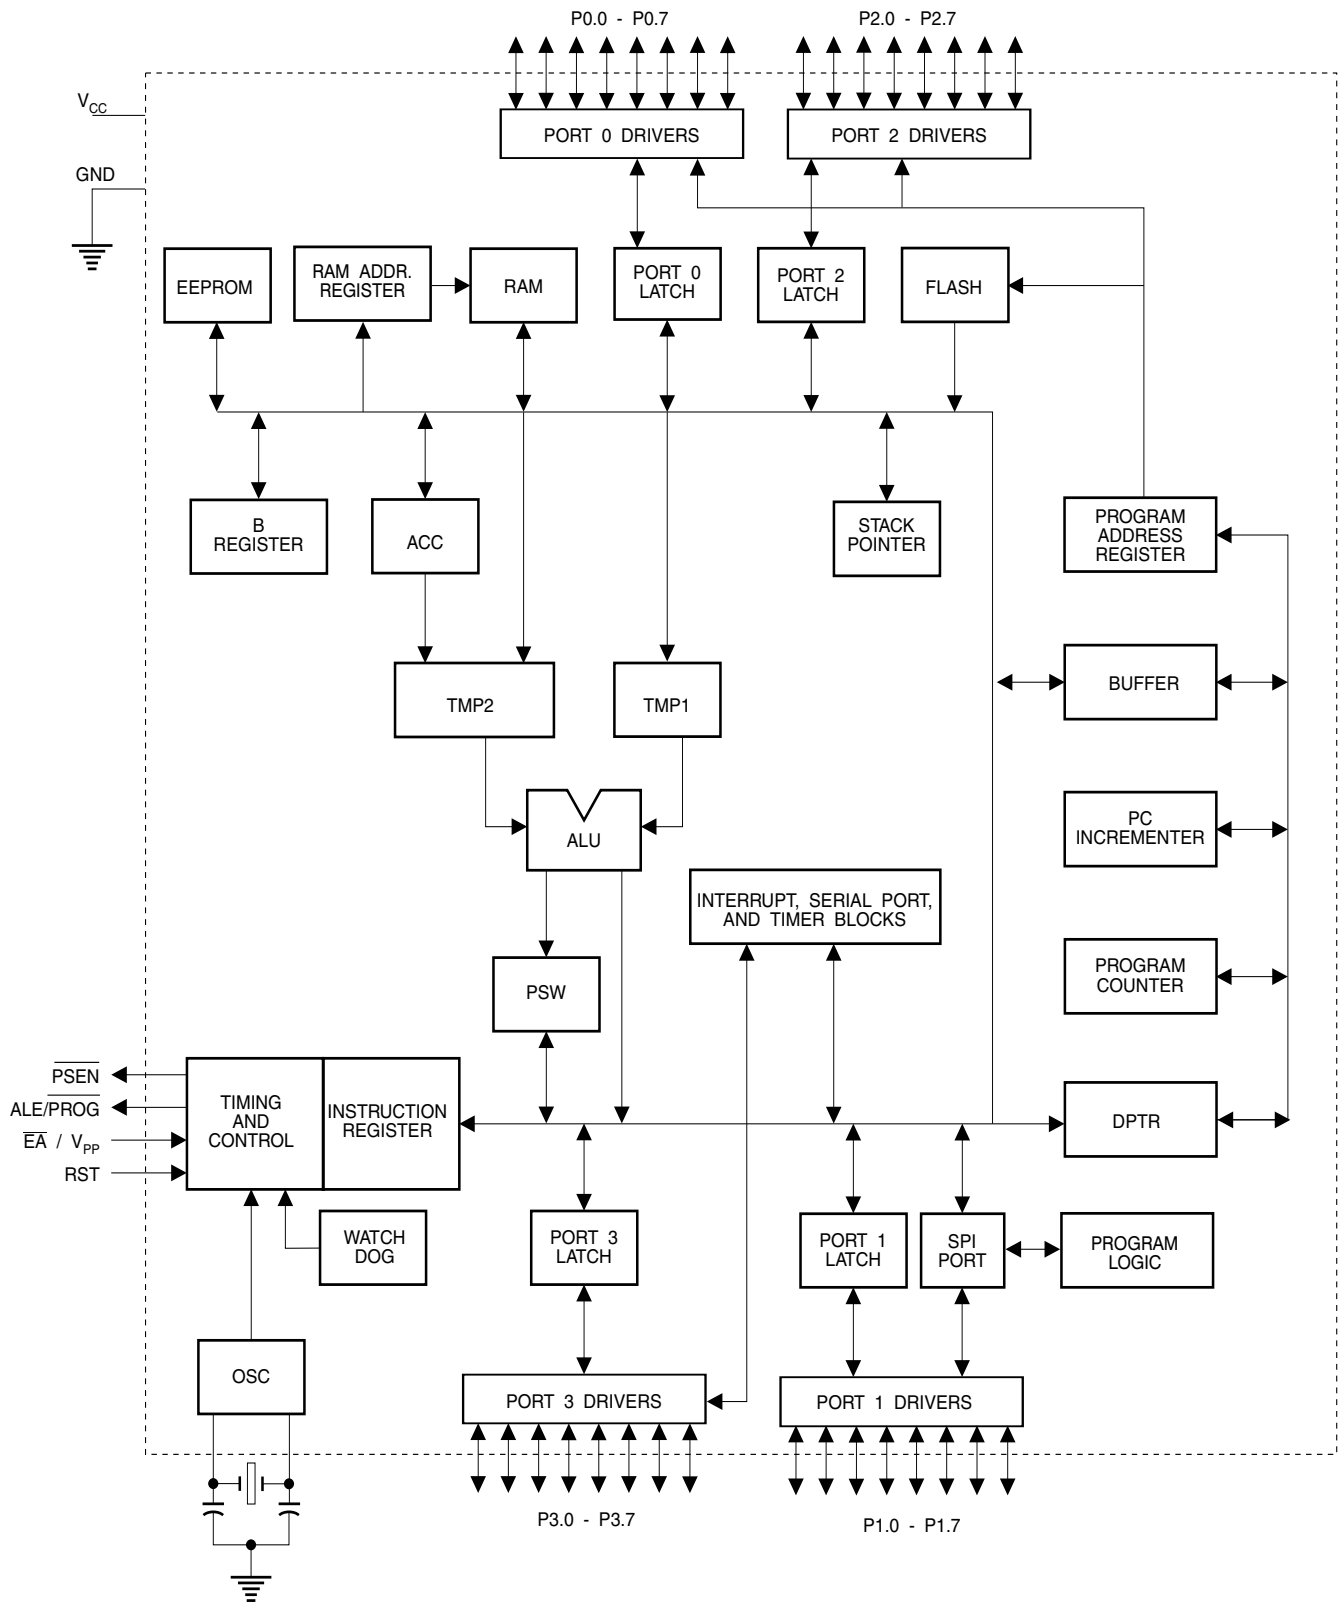 P0.0 - P0.7
P2.0 - P2.7
VCC
PORT 0 DRIVERS
PORT 2 DRIVERS
GND
EEPROM
RAM ADDR.
REGISTER
RAM
PORT 0
LATCH
PORT 2
LATCH
FLASH
B
REGISTER
ACC
STACK
POINTER
PROGRAM
ADDRESS
REGISTER
TMP2
TMP1
BUFFER
ALU
PC
INCREMENTER
INTERRUPT, SERIAL PORT,
AND TIMER BLOCKS
PSW
PROGRAM
COUNTER
PSEN
ALE/PROG
EA / VPP
RST
TIMING
AND
CONTROL
INSTRUCTION
REGISTER
DPTR
WATCH
DOG
PORT 3
LATCH
PORT 1
LATCH
SPI
PORT
PROGRAM
LOGIC
OSC
PORT 3 DRIVERS
PORT 1 DRIVERS
P3.0 - P3.7
P1.0 - P1.7